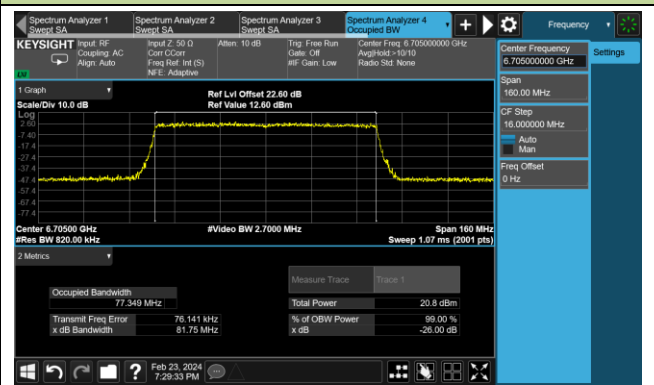 Spectrum Analyzer 1
Swept SA
Spectrum Analyzer 2
Swept SA
Spectrum Analyzer 3
Swept SA
Spectrum Analyzer 4
Occupied BW
Frequency
KEYSIGHT
Input: RF
Coupling: AC
Align: Auto
Input Z: 50 Ω
Corr CCorr
Freq Ref: Int (S)
NFE: Adaptive
Atten: 10 dB
Trig: Free Run
Gate: Off
#IF Gain: Low
Center Freq: 6.705000000 GHz
Avg|Hold:>10/10
Radio Std: None
Center Frequency
6.705000000 GHz
Settings
Span
160.00 MHz
CF Step
16.000000 MHz
Auto
Man
Freq Offset
0 Hz
1 Graph
Scale/Div 10.0 dB
Ref Lvl Offset 22.60 dB
Ref Value 12.60 dBm
Log
2.60
-7.40
-17.4
-27.4
-37.4
-47.4
-57.4
-67.4
-77.4
Center 6.70500 GHz
#Res BW 820.00 kHz
#Video BW 2.7000 MHz
Span 160 MHz
Sweep 1.07 ms (2001 pts)
2 Metrics
Measure Trace
Trace 1
Occupied Bandwidth
77.349 MHz
Total Power
20.8 dBm
Transmit Freq Error
76.141 kHz
% of OBW Power
99.00 %
x dB Bandwidth
81.75 MHz
x dB
-26.00 dB
Feb 23, 2024
7:29:33 PM